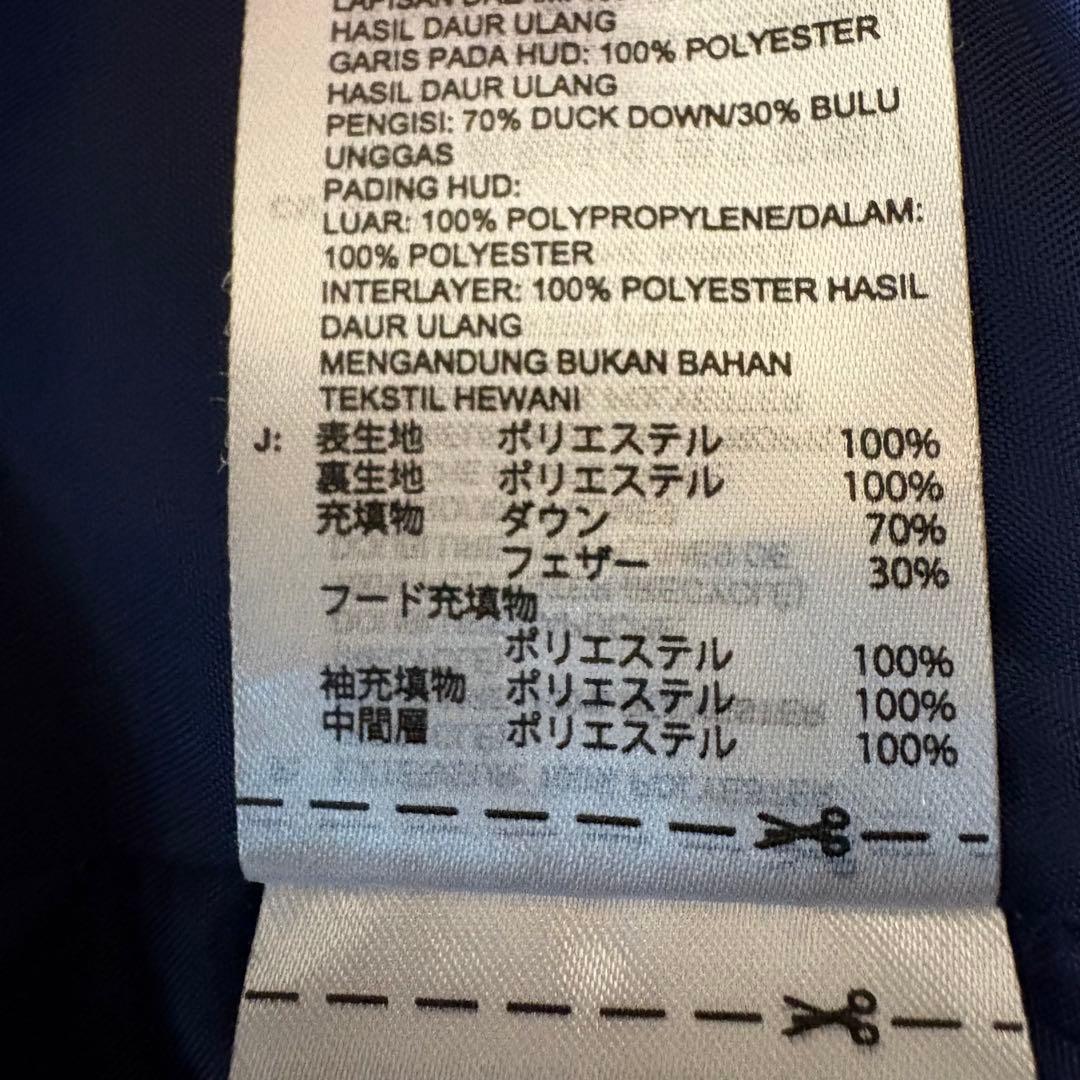 LAPISAN
HASIL DAUR ULANG
GARIS PADA HUD: 100% POLYESTER
HASIL DAUR ULANG
PENGISI: 70% DUCK DOWN/30% BULU
UNGGAS
PADING HUD:
LUAR: 100% POLYPROPYLENE/DALAM:
100% POLYESTER
INTERLAYER: 100% POLYESTER HASIL
DAUR ULANG
MENGANDUNG BUKAN BAHAN
TEKSTIL HEWANI
J: 表生地 ポリエステル 100%
裏生地 ポリエステル 100%
充填物 ダウン 70%
フェザー 30%
フード充填物
ポリエステル 100%
袖充填物 ポリエステル 100%
中間層 ポリエステル 100%